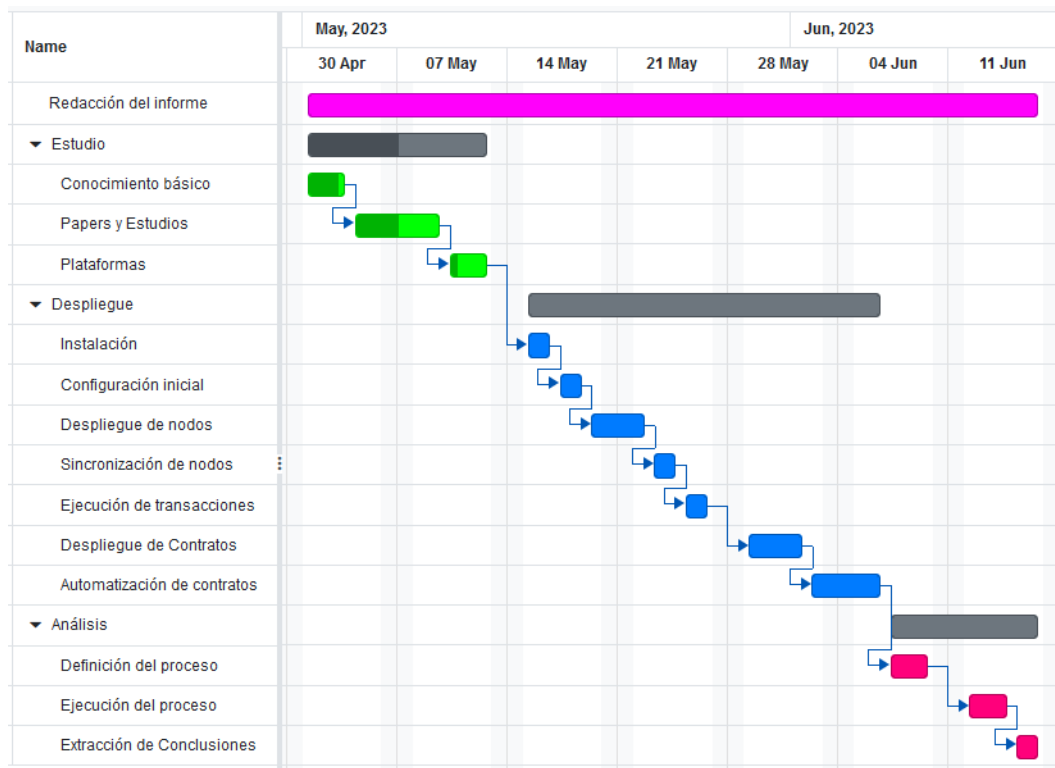 Name
May, 2023
Jun, 2023
30 Apr
07 May
14 May
21 May
28 May
04 Jun
11 Jun
Redacción del informe
Estudio
Conocimiento básico
Papers y Estudios
Plataformas
Despliegue
Instalación
Configuración inicial
Despliegue de nodos
Sincronización de nodos
Ejecución de transacciones
Despliegue de Contratos
Automatización de contratos
Análisis
Definición del proceso
Ejecución del proceso
Extracción de Conclusiones